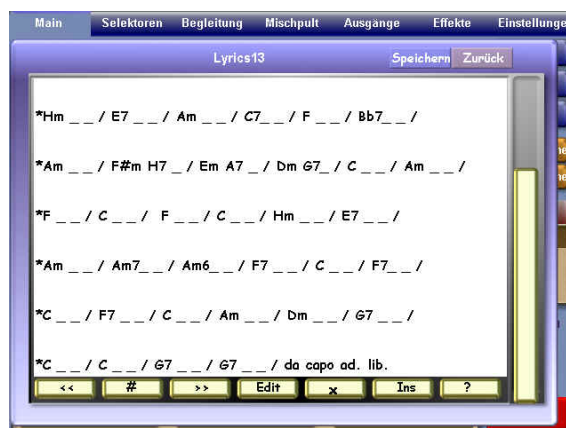 Main Selektoren Begleitung Mischpult Ausgänge Effekte Einstellunge
Lyrics13 Speichern Zurück
*Hm _ _ / E7 _ _ / Am _ _ / C7_ _ / F _ _ / Bb7_ _ /
*Am _ _ / F#m H7 _ / Em A7 _ / Dm G7_ / C _ _ / Am _ _ /
*F _ _ / C _ _ / F _ _ / C _ _ / Hm _ _ / E7 _ _ /
*Am _ _ / Am7_ _ / Am6_ _ / F7 _ _ / C _ _ / F7_ _ /
*C _ _ / F7 _ _ / C _ _ / Am _ _ / Dm _ _ / G7 _ _ /
*C _ _ / C _ _ / G7 _ _ / G7 _ _ / da capo ad. lib.
<< # >> Edit x Ins ?